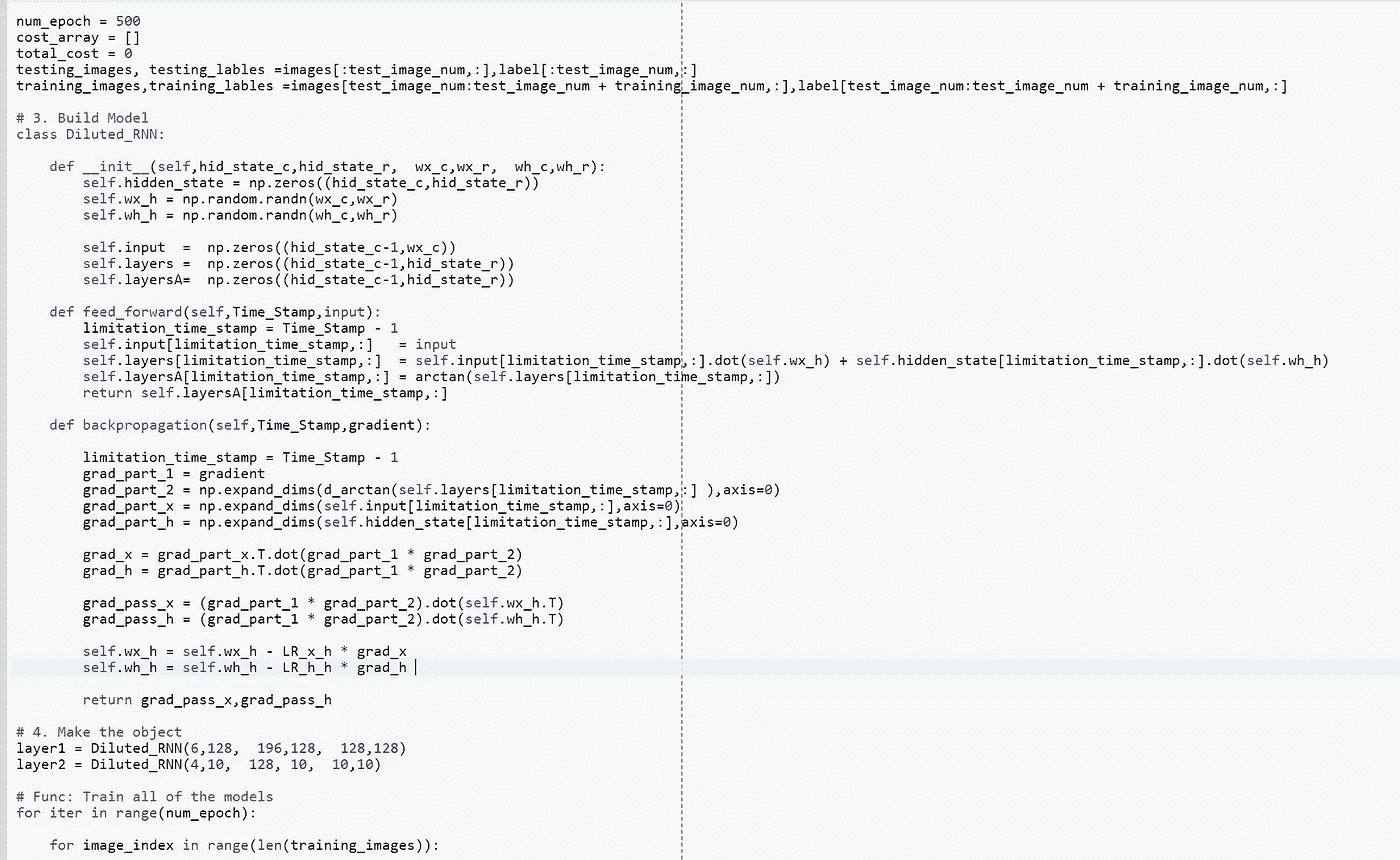 num_epoch = 500
cost_array = []
total_cost = 0
testing_images, testing_lables =images[:test_image_num,:],label[:test_image_num,:]
training_images,training_lables =images[test_image_num:test_image_num + training_image_num,:],label[test_image_num:test_image_num + training_image_num,:]

# 3. Build Model
class Diluted_RNN:

    def __init__(self,hid_state_c,hid_state_r,  wx_c,wx_r,  wh_c,wh_r):
        self.hidden_state = np.zeros((hid_state_c,hid_state_r))
        self.wx_h = np.random.randn(wx_c,wx_r)
        self.wh_h = np.random.randn(wh_c,wh_r)

        self.input  =  np.zeros((hid_state_c-1,wx_c))
        self.layers =  np.zeros((hid_state_c-1,hid_state_r))
        self.layersA=  np.zeros((hid_state_c-1,hid_state_r))

    def feed_forward(self,Time_Stamp,input):
        limitation_time_stamp = Time_Stamp - 1
        self.input[limitation_time_stamp,:]   = input
        self.layers[limitation_time_stamp,:]  = self.input[limitation_time_stamp,:].dot(self.wx_h) + self.hidden_state[limitation_time_stamp,:].dot(self.wh_h)
        self.layersA[limitation_time_stamp,:] = arctan(self.layers[limitation_time_stamp,:])
        return self.layersA[limitation_time_stamp,:]

    def backpropagation(self,Time_Stamp,gradient):

        limitation_time_stamp = Time_Stamp - 1
        grad_part_1 = gradient
        grad_part_2 = np.expand_dims(d_arctan(self.layers[limitation_time_stamp,:] ),axis=0)
        grad_part_x = np.expand_dims(self.input[limitation_time_stamp,:],axis=0)
        grad_part_h = np.expand_dims(self.hidden_state[limitation_time_stamp,:],axis=0)

        grad_x = grad_part_x.T.dot(grad_part_1 * grad_part_2)
        grad_h = grad_part_h.T.dot(grad_part_1 * grad_part_2)

        grad_pass_x = (grad_part_1 * grad_part_2).dot(self.wx_h.T)
        grad_pass_h = (grad_part_1 * grad_part_2).dot(self.wh_h.T)

        self.wx_h = self.wx_h - LR_x_h * grad_x
        self.wh_h = self.wh_h - LR_h_h * grad_h

        return grad_pass_x,grad_pass_h

# 4. Make the object
layer1 = Diluted_RNN(6,128,  196,128,  128,128)
layer2 = Diluted_RNN(4,10,  128, 10,  10,10)

# Func: Train all of the models
for iter in range(num_epoch):

    for image_index in range(len(training_images)):